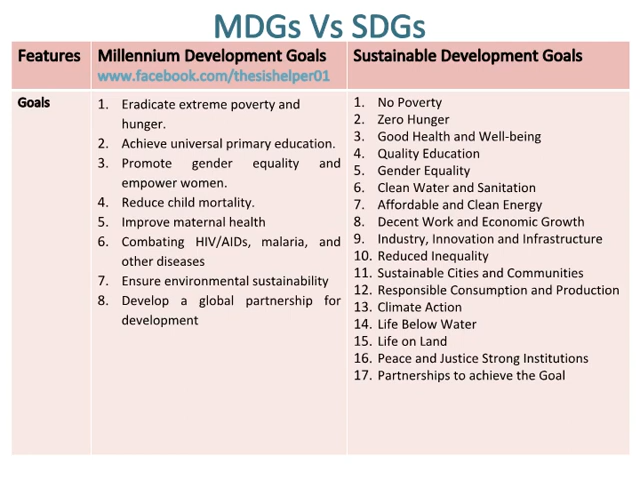 MDGs Vs SDGs
Features
Millennium Development Goals
www.facebook.com/thesishelper01
Sustainable Development Goals
Goals
1. Eradicate extreme poverty and
hunger.
2. Achieve universal primary education.
3. Promote gender equality and
empower women.
4. Reduce child mortality.
5. Improve maternal health
6. Combating HIV/AIDs, malaria, and
other diseases
7. Ensure environmental sustainability
8. Develop a global partnership for
development
1. No Poverty
2. Zero Hunger
3. Good Health and Well-being
4. Quality Education
5. Gender Equality
6. Clean Water and Sanitation
7. Affordable and Clean Energy
8. Decent Work and Economic Growth
9. Industry, Innovation and Infrastructure
10. Reduced Inequality
11. Sustainable Cities and Communities
12. Responsible Consumption and Production
13. Climate Action
14. Life Below Water
15. Life on Land
16. Peace and Justice Strong Institutions
17. Partnerships to achieve the Goal